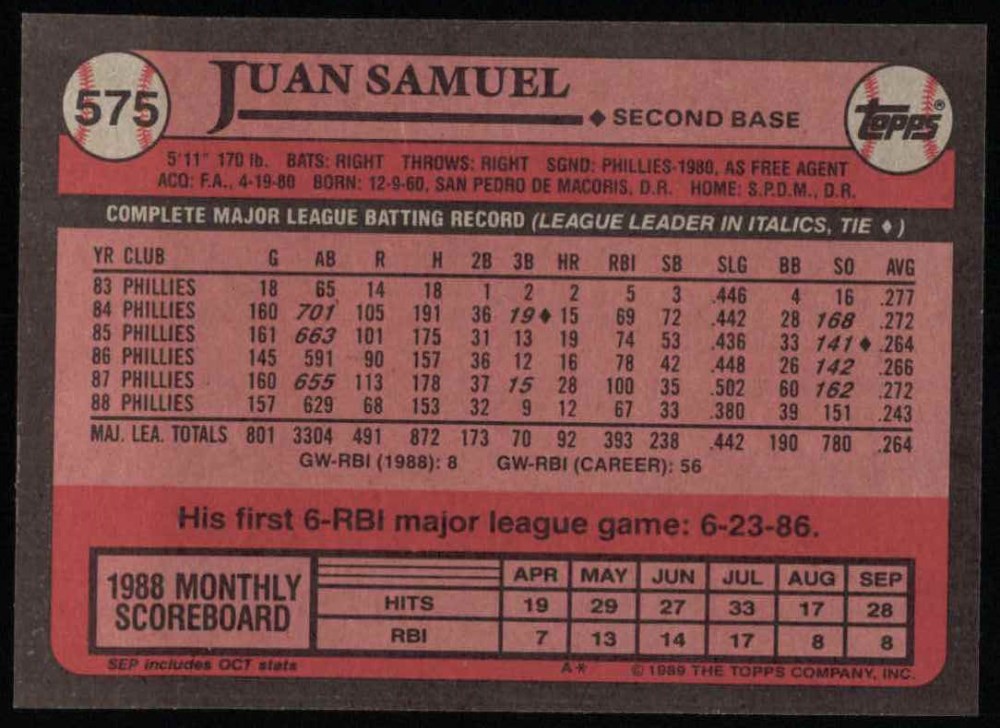 575
JUAN SAMUEL
◆ SECOND BASE
TOPPS®
5'11" 170 lb. BATS: RIGHT THROWS: RIGHT SGND: PHILLIES-1980, AS FREE AGENT
ACQ: F.A., 4-19-80 BORN: 12-9-60, SAN PEDRO DE MACORIS, D.R. HOME: S.P.D.M., D.R.
COMPLETE MAJOR LEAGUE BATTING RECORD (LEAGUE LEADER IN ITALICS, TIE ♦)
YR CLUB G AB R H 2B 3B HR RBI SB SLG BB SO AVG
83 PHILLIES 18 65 14 18 1 2 2 5 3 .446 4 16 .277
84 PHILLIES 160 701 105 191 36 19♦ 15 69 72 .442 28 168 .272
85 PHILLIES 161 663 101 175 31 13 19 74 53 .436 33 141♦ .264
86 PHILLIES 145 591 90 157 36 12 16 78 42 .448 26 142 .266
87 PHILLIES 160 655 113 178 37 15 28 100 35 .502 60 162 .272
88 PHILLIES 157 629 68 153 32 9 12 67 33 .380 39 151 .243
MAJ. LEA. TOTALS 801 3304 491 872 173 70 92 393 238 .442 190 780 .264
GW-RBI (1988): 8 GW-RBI (CAREER): 56
His first 6-RBI major league game: 6-23-86.
1988 MONTHLY
SCOREBOARD
APR MAY JUN JUL AUG SEP
HITS 19 29 27 33 17 28
RBI 7 13 14 17 8 8
SEP includes OCT stats
A* © 1989 THE TOPPS COMPANY, INC.